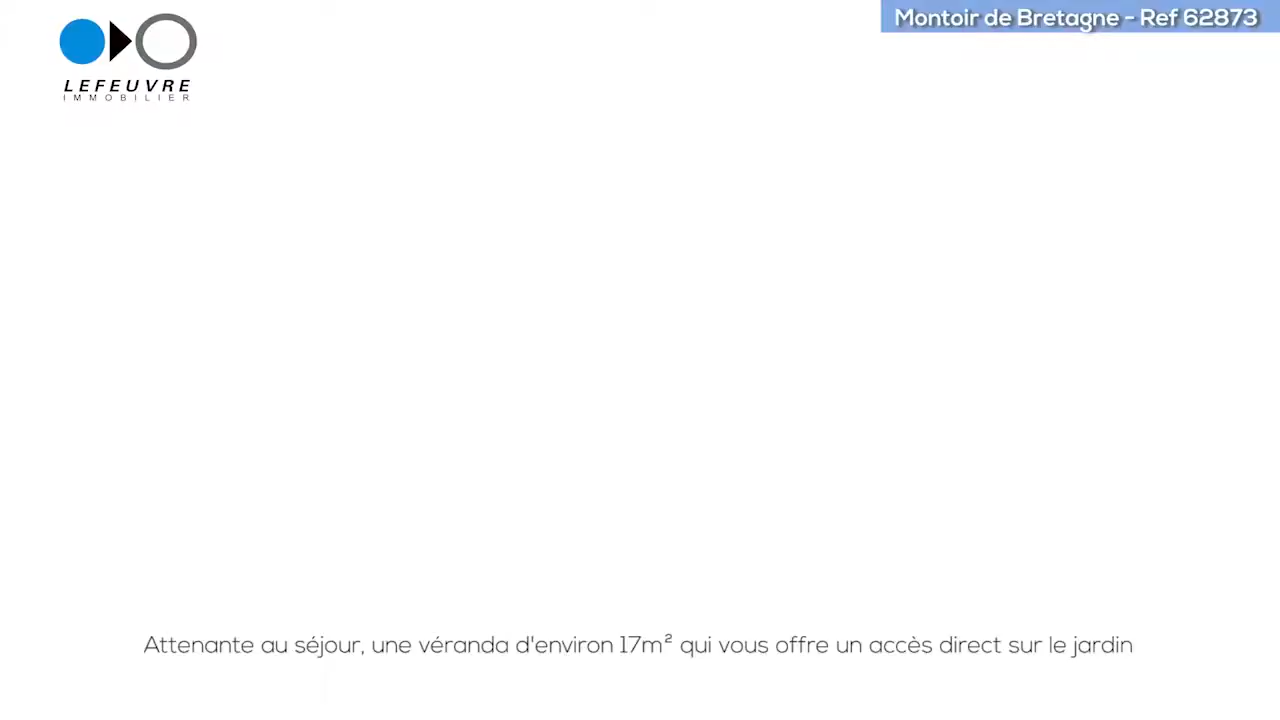 LEFEUVRE
IMMOBILIER
Montoir de Bretagne - Ref 62873
Attenante au séjour, une véranda d'environ 17m² qui vous offre un accès direct sur le jardin